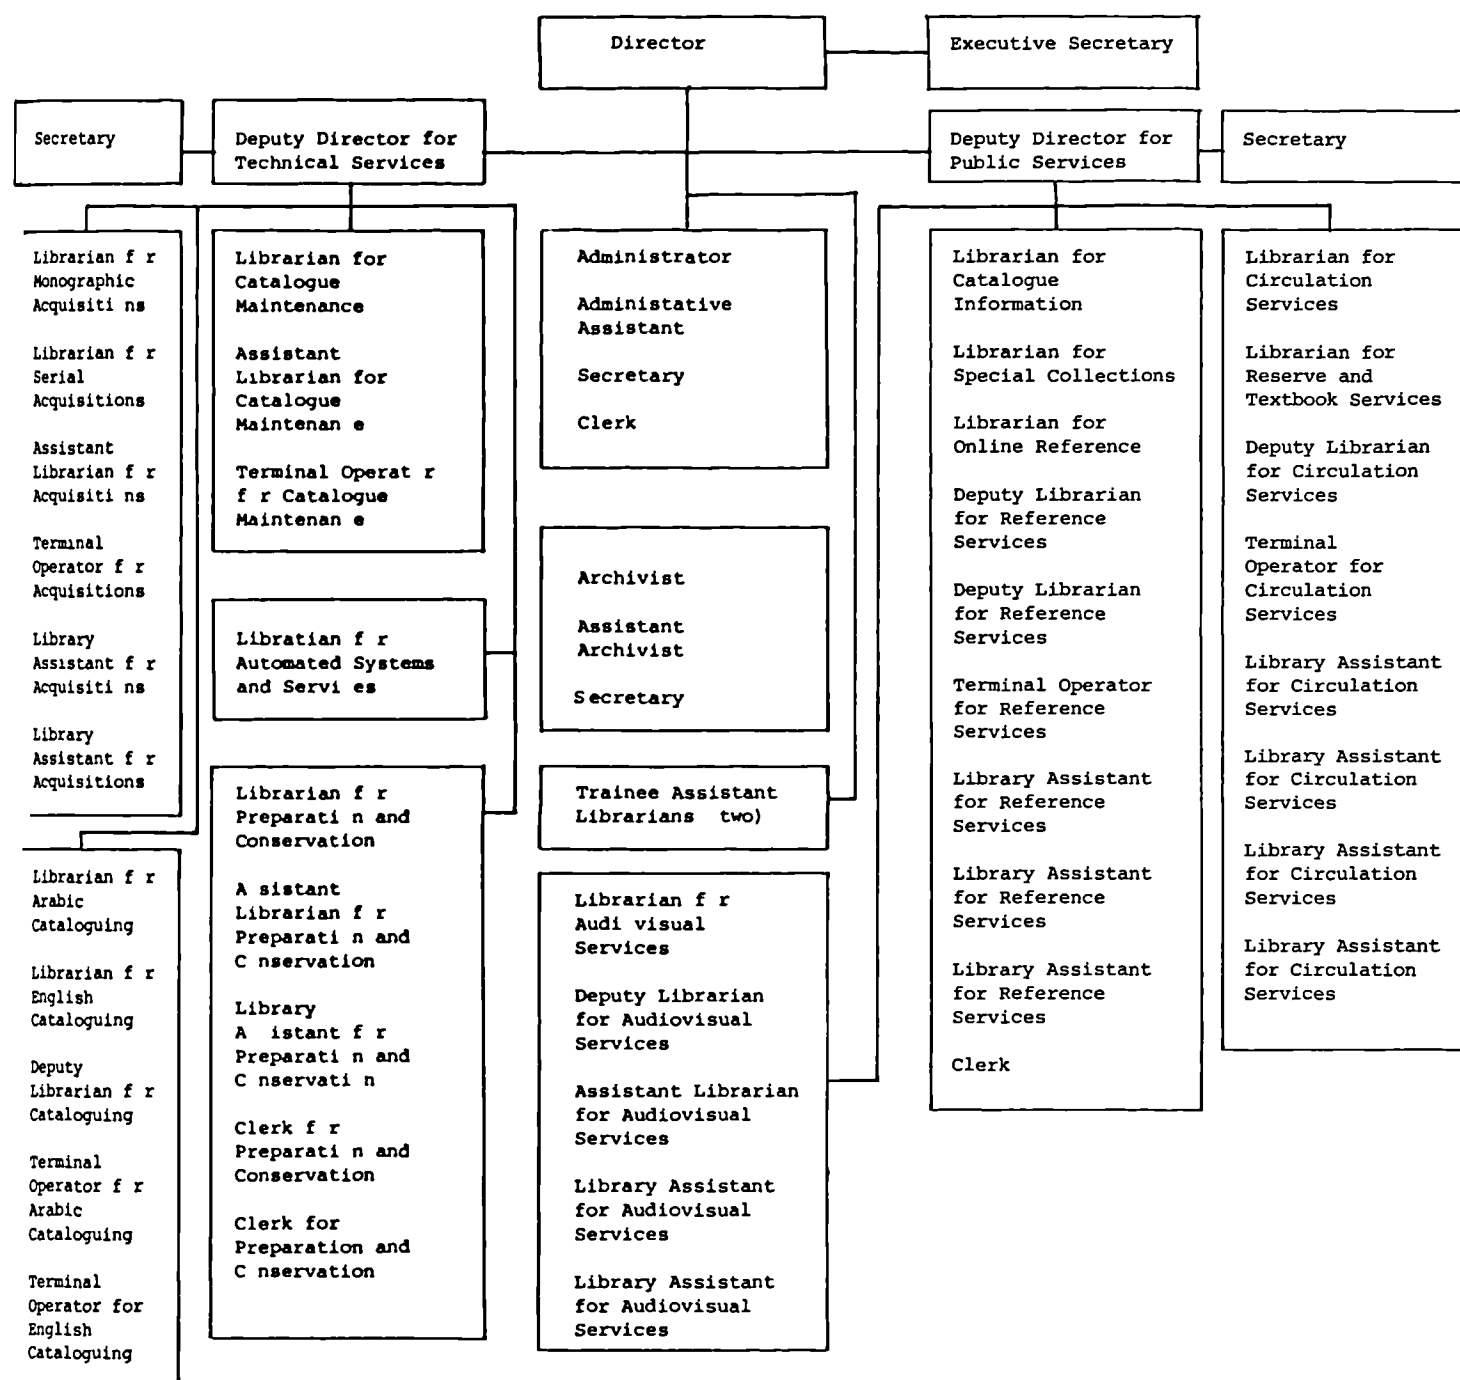 Director
Executive Secretary
Secretary
Deputy Director for
Technical Services
Deputy Director for
Public Services
Secretary
Librarian f r
Monographic
Acquisiti ns
Librarian f r
Serial
Acquisitions
Assistant
Librarian f r
Acquisiti ns
Terminal
Operator f r
Acquisitions
Library
Assistant f r
Acquisiti ns
Library
Assistant f r
Acquisitions
Librarian f r
Arabic
Cataloguing
Librarian f r
English
Cataloguing
Deputy
Librarian f r
Cataloguing
Terminal
Operator f r
Arabic
Cataloguing
Terminal
Operator for
English
Cataloguing
Librarian for
Catalogue
Maintenance
Assistant
Librarian for
Catalogue
Maintenan e
Terminal Operat r
f r Catalogue
Maintenan e
Libratian f r
Automated Systems
and Servi es
Librarian f r
Preparati n and
Conservation
A sistant
Librarian f r
Preparati n and
C nservation
Library
A istant f r
Preparati n and
C nservati n
Clerk f r
Preparati n and
Conservation
Clerk for
Preparation and
C nservation
Administrator
Administative
Assistant
Secretary
Clerk
Archivist
Assistant
Archivist
Secretary
Trainee Assistant
Librarians two)
Librarian f r
Audi visual
Services
Deputy Librarian
for Audiovisual
Services
Assistant Librarian
for Audiovisual
Services
Library Assistant
for Audiovisual
Services
Library Assistant
for Audiovisual
Services
Librarian for
Catalogue
Information
Librarian for
Special Collections
Librarian for
Online Reference
Deputy Librarian
for Reference
Services
Deputy Librarian
for Reference
Services
Terminal Operator
for Reference
Services
Library Assistant
for Reference
Services
Library Assistant
for Reference
Services
Library Assistant
for Reference
Services
Clerk
Librarian for
Circulation
Services
Librarian for
Reserve and
Textbook Services
Deputy Librarian
for Circulation
Services
Terminal
Operator for
Circulation
Services
Library Assistant
for Circulation
Services
Library Assistant
for Circulation
Services
Library Assistant
for Circulation
Services
Library Assistant
for Circulation
Services